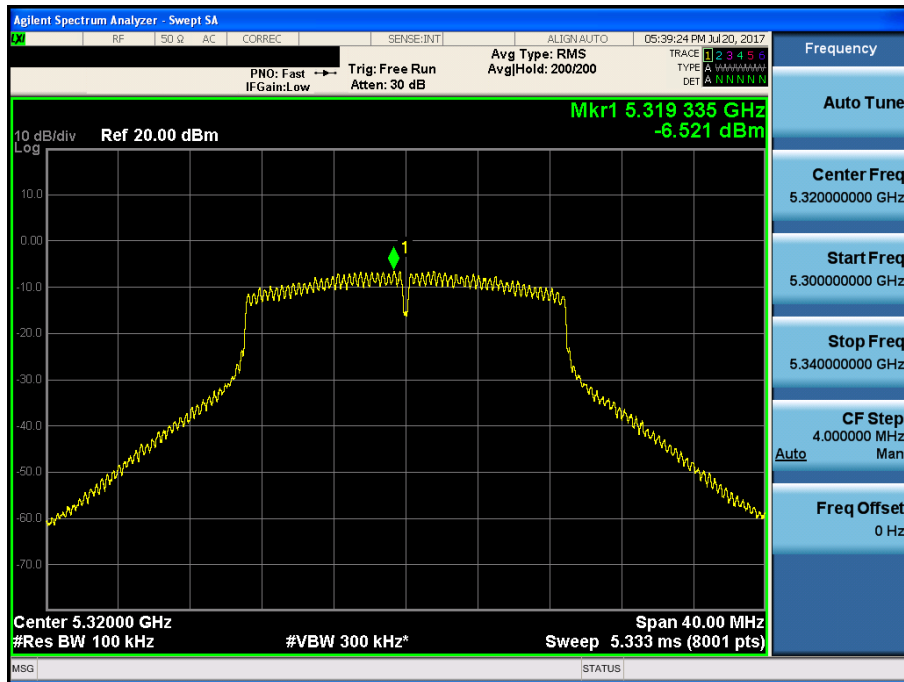 Agilent Spectrum Analyzer - Swept SA
LXI RF 50 Ω AC CORREC SENSE:INT ALIGN AUTO 05:39:24 PM Jul 20, 2017
PNO: Fast Trig: Free Run Avg Type: RMS TRACE 1 2 3 4 5 6
IFGain:Low Atten: 30 dB Avg|Hold: 200/200 TYPE A WWWWW
DET A N N N N N
Frequency
Mkr1 5.319 335 GHz
-6.521 dBm
10 dB/div Ref 20.00 dBm
Log
10.0
0.00
-10.0
-20.0
-30.0
-40.0
-50.0
-60.0
-70.0
1
Center 5.32000 GHz Span 40.00 MHz
#Res BW 100 kHz #VBW 300 kHz* Sweep 5.333 ms (8001 pts)
MSG STATUS
Auto Tune
Center Freq
5.320000000 GHz
Start Freq
5.300000000 GHz
Stop Freq
5.340000000 GHz
CF Step
4.000000 MHz
Auto Man
Freq Offset
0 Hz